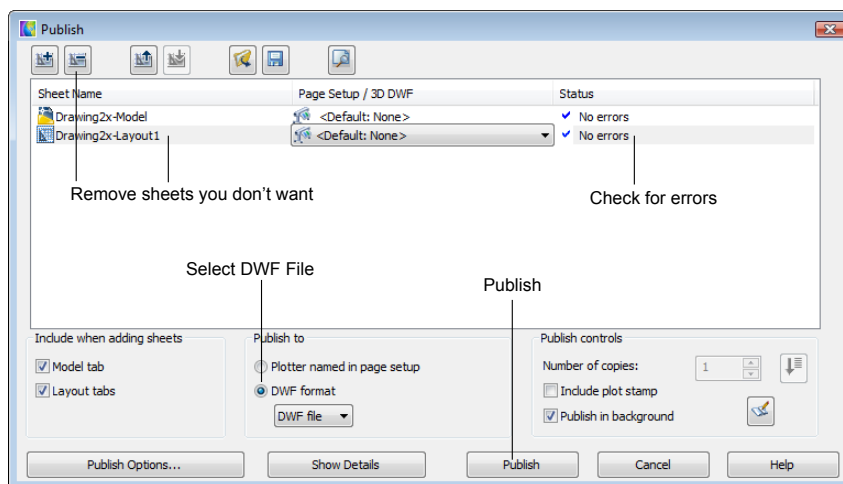 Publish
Sheet Name Page Setup / 3D DWF Status
Drawing2x-Model <Default: None> No errors
Drawing2x-Layout1 <Default: None> No errors
Remove sheets you don't want Check for errors
Select DWF File
Publish
Include when adding sheets Publish to Publish controls
Model tab Plotter named in page setup Number of copies: 1
Layout tabs DWF format Include plot stamp
DWF file Publish in background
Publish Options... Show Details Publish Cancel Help